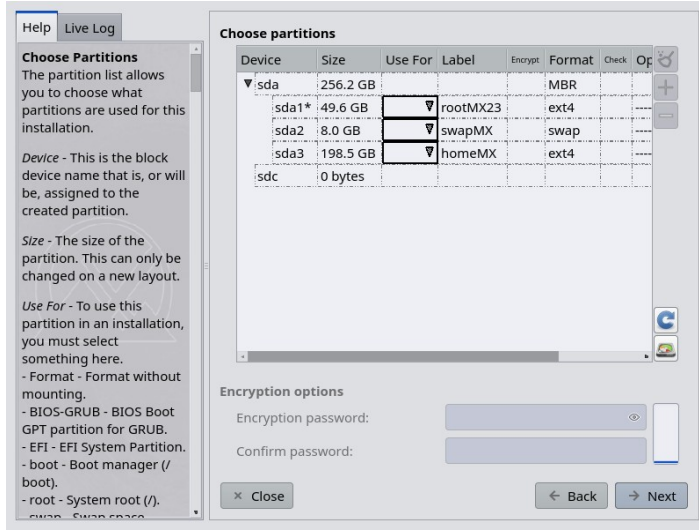 Help
Live Log
Choose Partitions
The partition list allows
you to choose what
partitions are used for this
installation.
Device - This is the block
device name that is, or will
be, assigned to the
created partition.
Size - The size of the
partition. This can only be
changed on a new layout.
Use For - To use this
partition in an installation,
you must select
something here.
- Format - Format without
mounting.
- BIOS-GRUB - BIOS Boot
GPT partition for GRUB.
- EFI - EFI System Partition.
- boot - Boot manager (/
boot).
- root - System root (/).
- swap - Swap space.
Choose partitions
Device Size Use For Label Encrypt Format Check Op
sda 256.2 GB MBR
sda1* 49.6 GB rootMX23 ext4 ----
sda2 8.0 GB swapMX swap ----
sda3 198.5 GB homeMX ext4 ----
sdc 0 bytes
Encryption options
Encryption password:
Confirm password:
Close
Back
Next